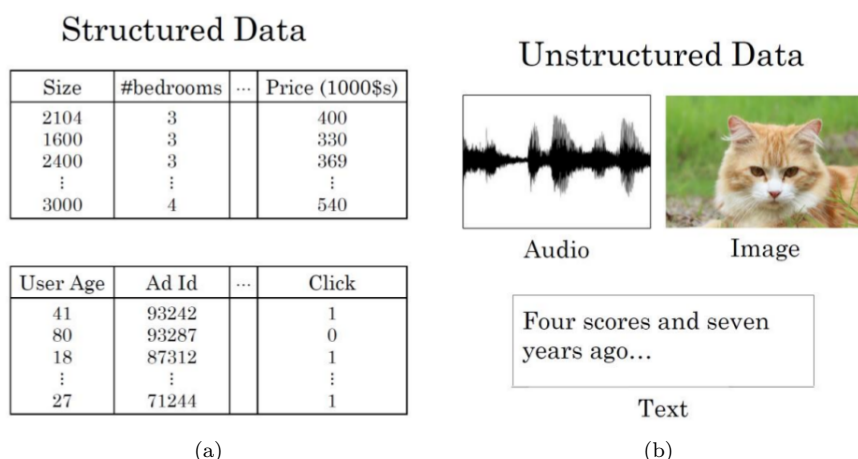 Structured Data
Size #bedrooms ... Price (1000$s)
2104 3 400
1600 3 330
2400 3 369
⋮ ⋮ ⋮
3000 4 540
User Age Ad Id ... Click
41 93242 1
80 93287 0
18 87312 1
⋮ ⋮ ⋮
27 71244 1
(a)
Unstructured Data
Audio Image
Four scores and seven
years ago...
Text
(b)